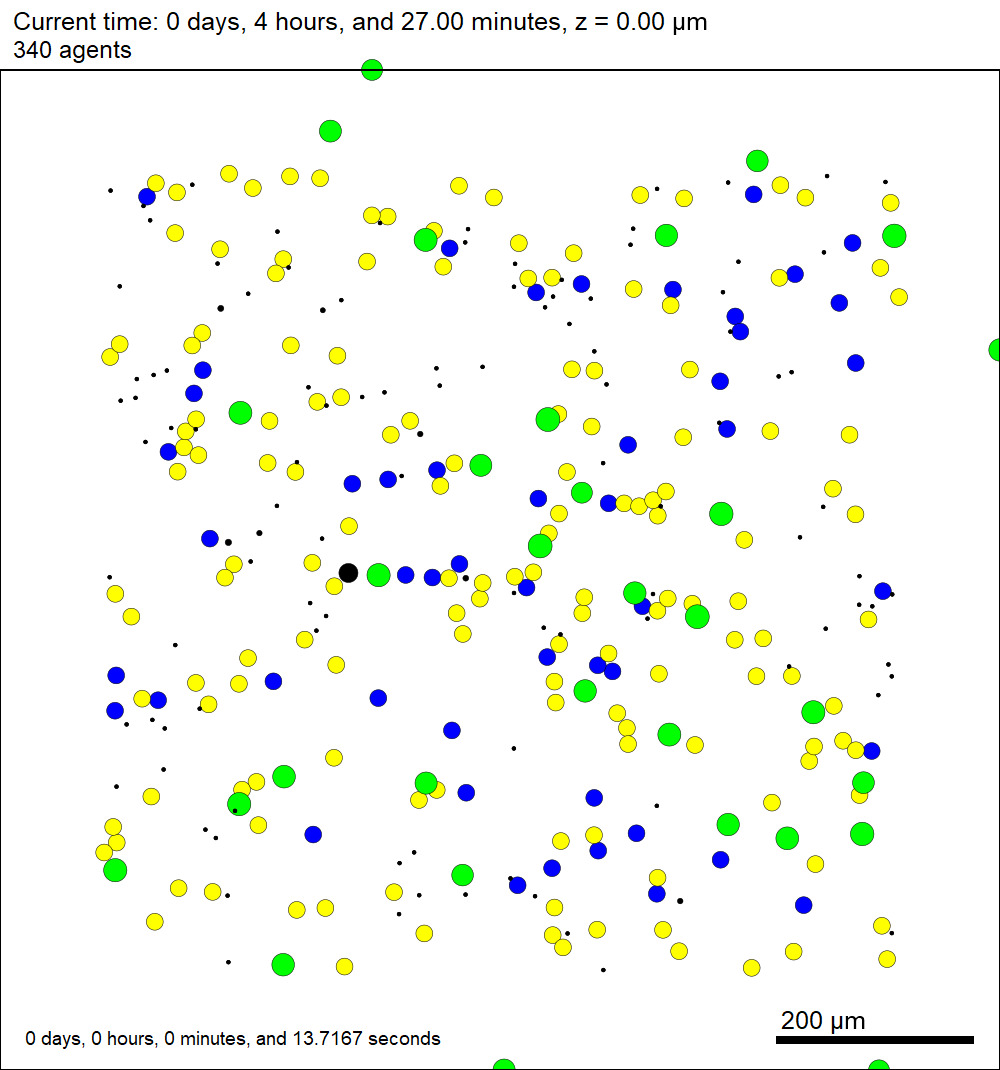 Current time: 0 days, 4 hours, and 27.00 minutes, z = 0.00 µm
340 agents
200 µm
0 days, 0 hours, 0 minutes, and 13.7167 seconds